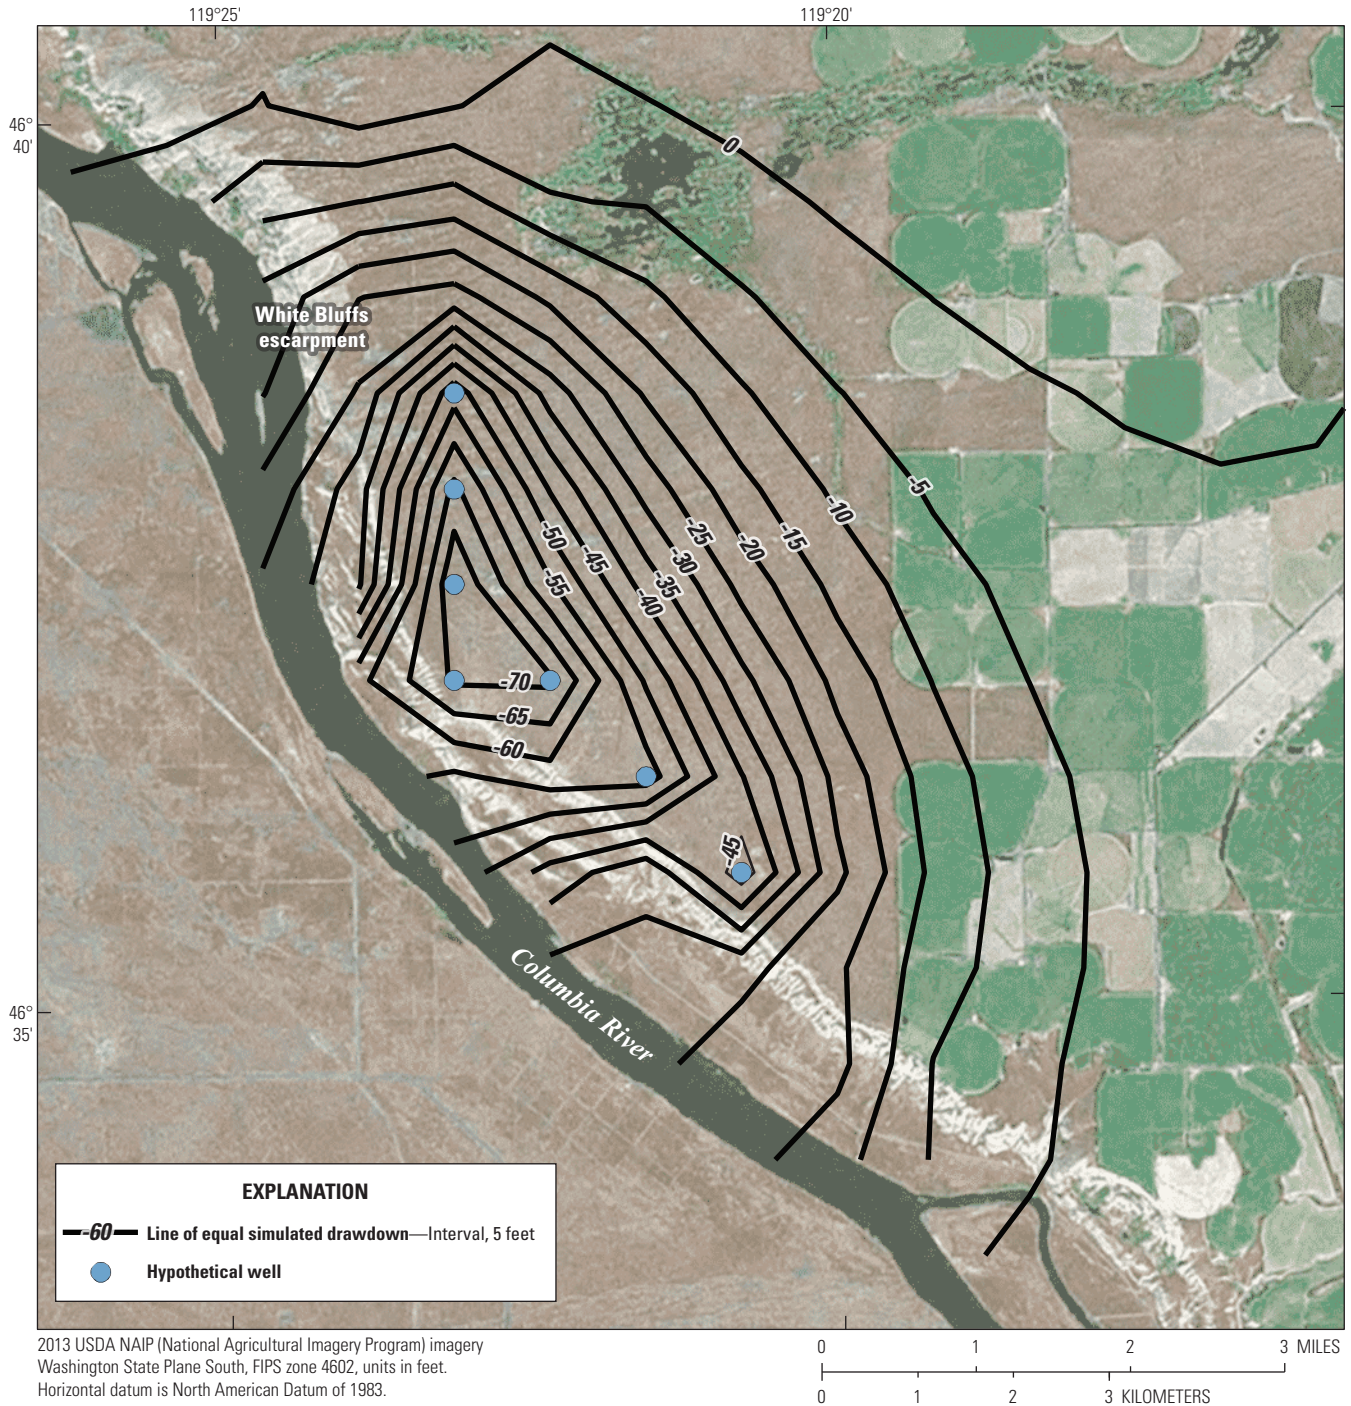 119°25'
119°20'
46°
40'
0
White Bluffs
escarpment
-5
-10
-15
-20
-25
-30
-35
-40
-45
-50
-55
-70
-65
-60
-45
Columbia River
46°
35'
EXPLANATION
-60 Line of equal simulated drawdown—Interval, 5 feet
Hypothetical well
2013 USDA NAIP (National Agricultural Imagery Program) imagery
Washington State Plane South, FIPS zone 4602, units in feet.
Horizontal datum is North American Datum of 1983.
0 1 2 3 MILES
0 1 2 3 KILOMETERS